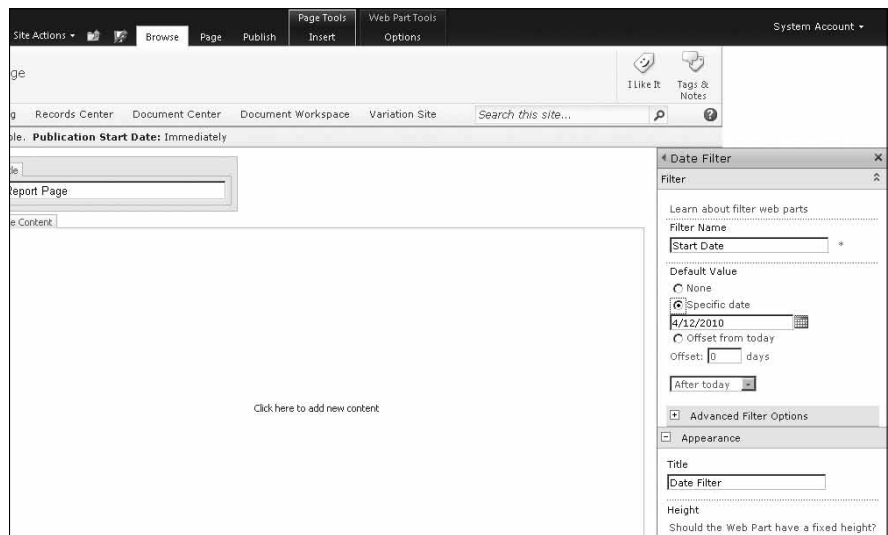 Page Tools Web Part Tools
Site Actions Browse Page Publish Insert Options System Account
ge
I Like It Tags & Notes
g Records Center Document Center Document Workspace Variation Site Search this site...
ble. Publication Start Date: Immediately
Date Filter
Filter
tle
Report Page
e Content
Click here to add new content
Learn about filter web parts
Filter Name
Start Date *
Default Value
None
Specific date
4/12/2010
Offset from today
Offset: 0 days
After today
Advanced Filter Options
Appearance
Title
Date Filter
Height
Should the Web Part have a fixed height?